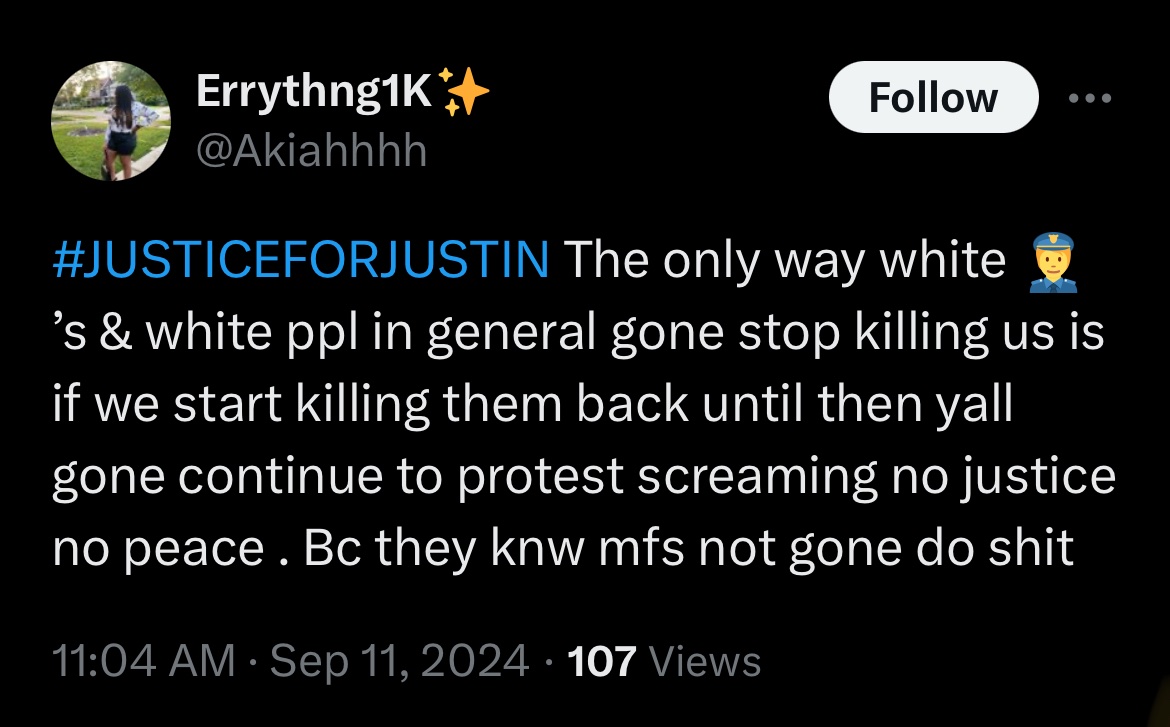 Errythng1K✨
@Akiahhhh
Follow
#JUSTICEFORJUSTIN The only way white 👮
’s & white ppl in general gone stop killing us is
if we start killing them back until then yall
gone continue to protest screaming no justice
no peace . Bc they knw mfs not gone do shit
11:04 AM · Sep 11, 2024 · 107 Views